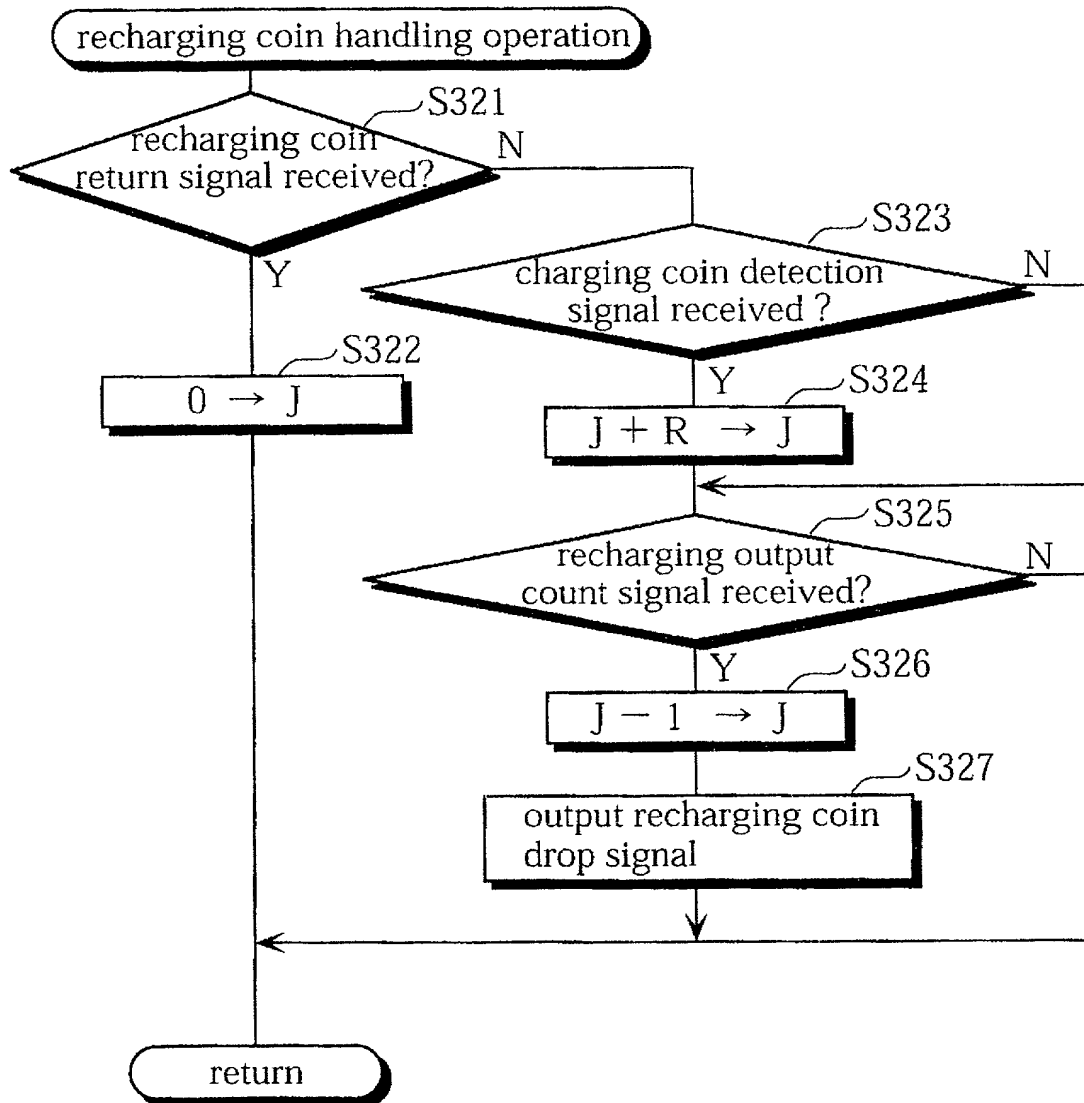 recharging coin handling operation
S321
recharging coin
return signal received?
N
Y
S322
0 → J
S323
charging coin detection
signal received ?
N
Y
S324
J + R → J
S325
recharging output
count signal received?
N
Y
S326
J − 1 → J
S327
output recharging coin
drop signal
return